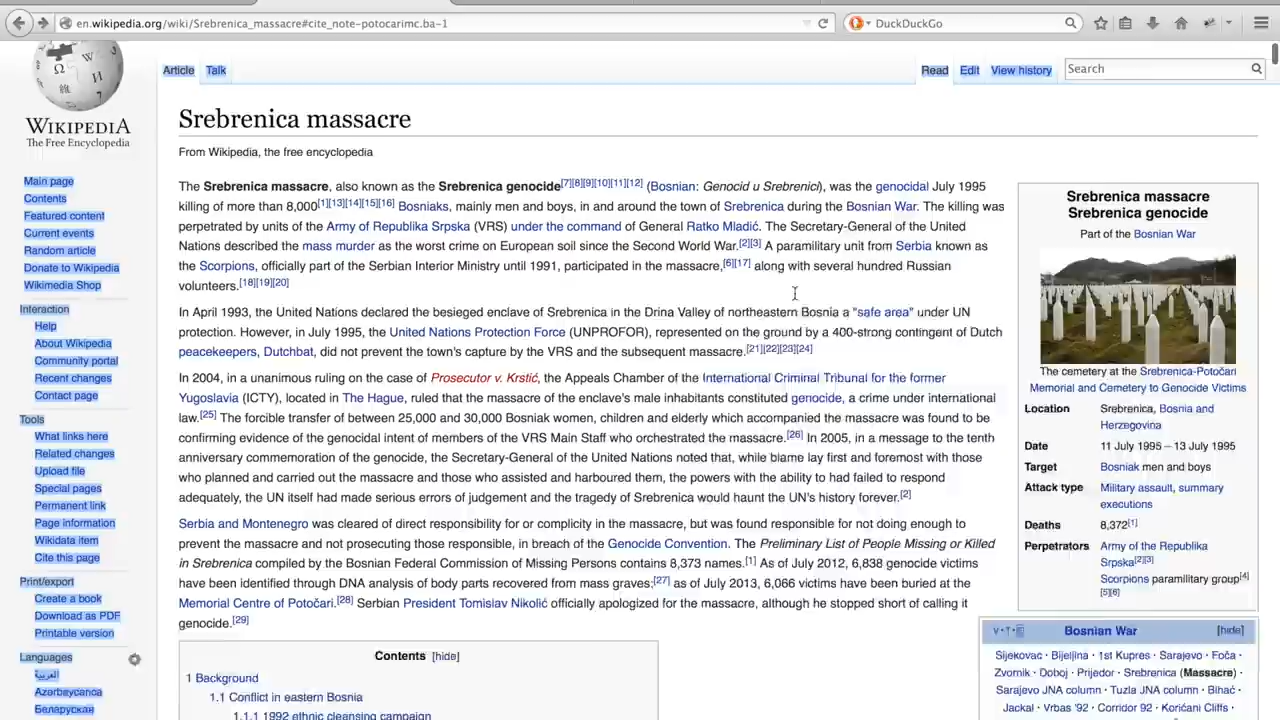 en.wikipedia.org/wiki/Srebrenica_massacre#cite_note-potocarimc.ba-1
DuckDuckGo
Article Talk
Read Edit View history
Search
WIKIPEDIA
The Free Encyclopedia
Main page
Contents
Featured content
Current events
Random article
Donate to Wikipedia
Wikimedia Shop
Interaction
Help
About Wikipedia
Community portal
Recent changes
Contact page
Tools
What links here
Related changes
Upload file
Special pages
Permanent link
Page information
Wikidata item
Cite this page
Print/export
Create a book
Download as PDF
Printable version
Languages
العربية
Azərbaycanca
Беларуская
Srebrenica massacre
From Wikipedia, the free encyclopedia
The Srebrenica massacre, also known as the Srebrenica genocide[7][8][9][10][11][12] (Bosnian: Genocid u Srebrenici), was the genocidal July 1995
killing of more than 8,000[1][13][14][15][16] Bosniaks, mainly men and boys, in and around the town of Srebrenica during the Bosnian War. The killing was
perpetrated by units of the Army of Republika Srpska (VRS) under the command of General Ratko Mladić. The Secretary-General of the United
Nations described the mass murder as the worst crime on European soil since the Second World War.[2][3] A paramilitary unit from Serbia known as
the Scorpions, officially part of the Serbian Interior Ministry until 1991, participated in the massacre,[6][17] along with several hundred Russian
volunteers.[18][19][20]
In April 1993, the United Nations declared the besieged enclave of Srebrenica in the Drina Valley of northeastern Bosnia a "safe area" under UN
protection. However, in July 1995, the United Nations Protection Force (UNPROFOR), represented on the ground by a 400-strong contingent of Dutch
peacekeepers, Dutchbat, did not prevent the town's capture by the VRS and the subsequent massacre.[21][22][23][24]
In 2004, in a unanimous ruling on the case of Prosecutor v. Krstić, the Appeals Chamber of the International Criminal Tribunal for the former
Yugoslavia (ICTY), located in The Hague, ruled that the massacre of the enclave's male inhabitants constituted genocide, a crime under international
law.[25] The forcible transfer of between 25,000 and 30,000 Bosniak women, children and elderly which accompanied the massacre was found to be
confirming evidence of the genocidal intent of members of the VRS Main Staff who orchestrated the massacre.[26] In 2005, in a message to the tenth
anniversary commemoration of the genocide, the Secretary-General of the United Nations noted that, while blame lay first and foremost with those
who planned and carried out the massacre and those who assisted and harboured them, the powers with the ability to had failed to respond
adequately, the UN itself had made serious errors of judgement and the tragedy of Srebrenica would haunt the UN's history forever.[2]
Serbia and Montenegro was cleared of direct responsibility for or complicity in the massacre, but was found responsible for not doing enough to
prevent the massacre and not prosecuting those responsible, in breach of the Genocide Convention. The Preliminary List of People Missing or Killed
in Srebrenica compiled by the Bosnian Federal Commission of Missing Persons contains 8,373 names.[1] As of July 2012, 6,838 genocide victims
have been identified through DNA analysis of body parts recovered from mass graves;[27] as of July 2013, 6,066 victims have been buried at the
Memorial Centre of Potočari.[28] Serbian President Tomislav Nikolić officially apologized for the massacre, although he stopped short of calling it
genocide.[29]
Contents [hide]
1 Background
1.1 Conflict in eastern Bosnia
1.1.1 1992 ethnic cleansing campaign
Srebrenica massacre
Srebrenica genocide
Part of the Bosnian War
The cemetery at the Srebrenica-Potočari
Memorial and Cemetery to Genocide Victims
Location Srebrenica, Bosnia and
Herzegovina
Date 11 July 1995 – 13 July 1995
Target Bosniak men and boys
Attack type Military assault, summary
executions
Deaths 8,372[1]
Perpetrators Army of the Republika
Srpska[2][3]
Scorpions paramilitary group[4]
[5][6]
V · T · E Bosnian War [hide]
Sijekovac · Bijeljina · 1st Kupres · Sarajevo · Foča ·
Zvornik · Doboj · Prijedor · Srebrenica (Massacre) ·
Sarajevo JNA column · Tuzla JNA column · Bihać ·
Jackal · Vrbas '92 · Corridor 92 · Korićani Cliffs ·